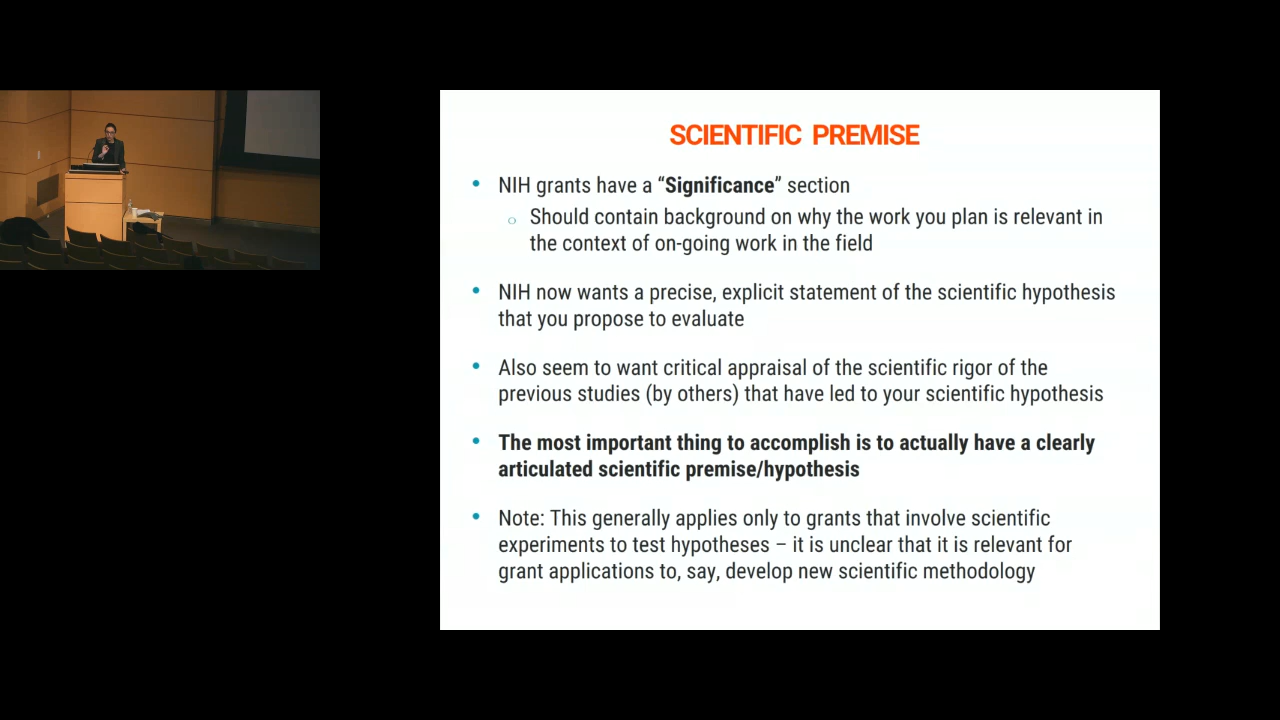 SCIENTIFIC PREMISE
• NIH grants have a “Significance” section
○ Should contain background on why the work you plan is relevant in
the context of on-going work in the field
• NIH now wants a precise, explicit statement of the scientific hypothesis
that you propose to evaluate
• Also seem to want critical appraisal of the scientific rigor of the
previous studies (by others) that have led to your scientific hypothesis
• The most important thing to accomplish is to actually have a clearly
articulated scientific premise/hypothesis
• Note: This generally applies only to grants that involve scientific
experiments to test hypotheses – it is unclear that it is relevant for
grant applications to, say, develop new scientific methodology